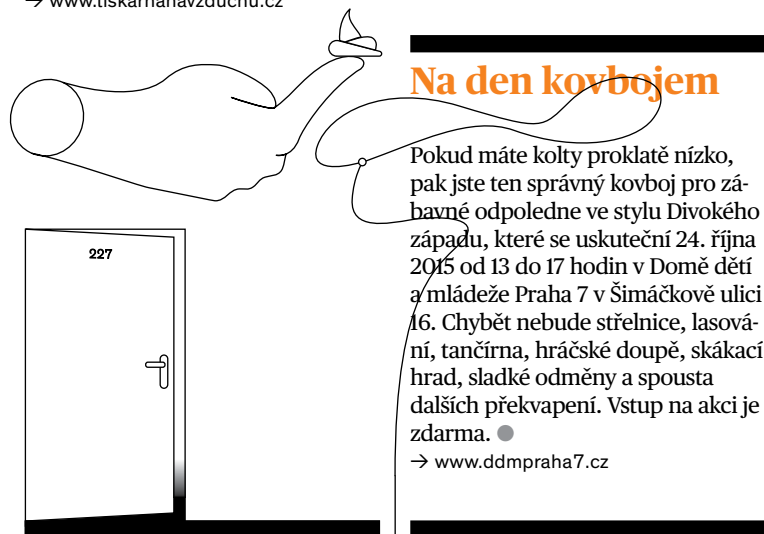 → www.tiskarnanavzduchu.cz
227
Na den kovbojem
Pokud máte kolty proklatě nízko,
pak jste ten správný kovboj pro zá-
bavné odpoledne ve stylu Divokého
západu, které se uskuteční 24. října
2015 od 13 do 17 hodin v Domě dětí
a mládeže Praha 7 v Šimáčkově ulici
16. Chybět nebude střelnice, lasová-
ní, tančírna, hráčské doupě, skákací
hrad, sladké odměny a spousta
dalších překvapení. Vstup na akci je
zdarma.
→ www.ddmpraha7.cz